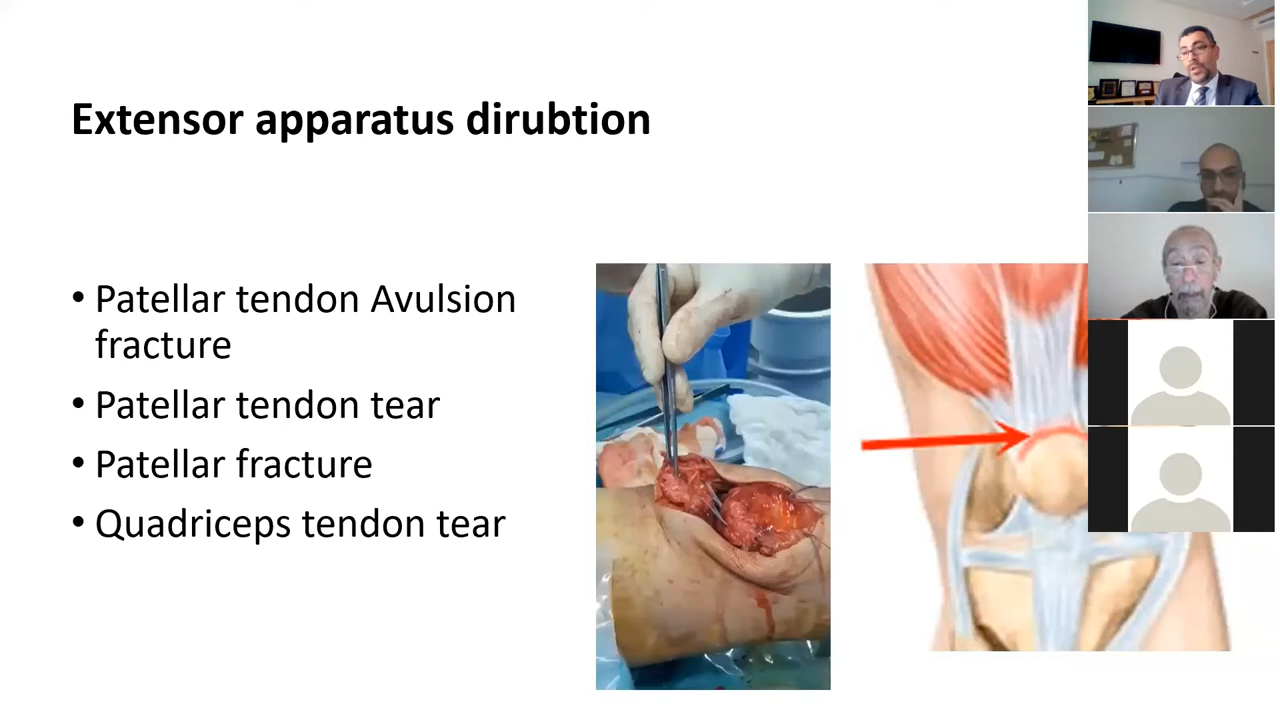 Extensor apparatus dirubtion
• Patellar tendon Avulsion
fracture
• Patellar tendon tear
• Patellar fracture
• Quadriceps tendon tear